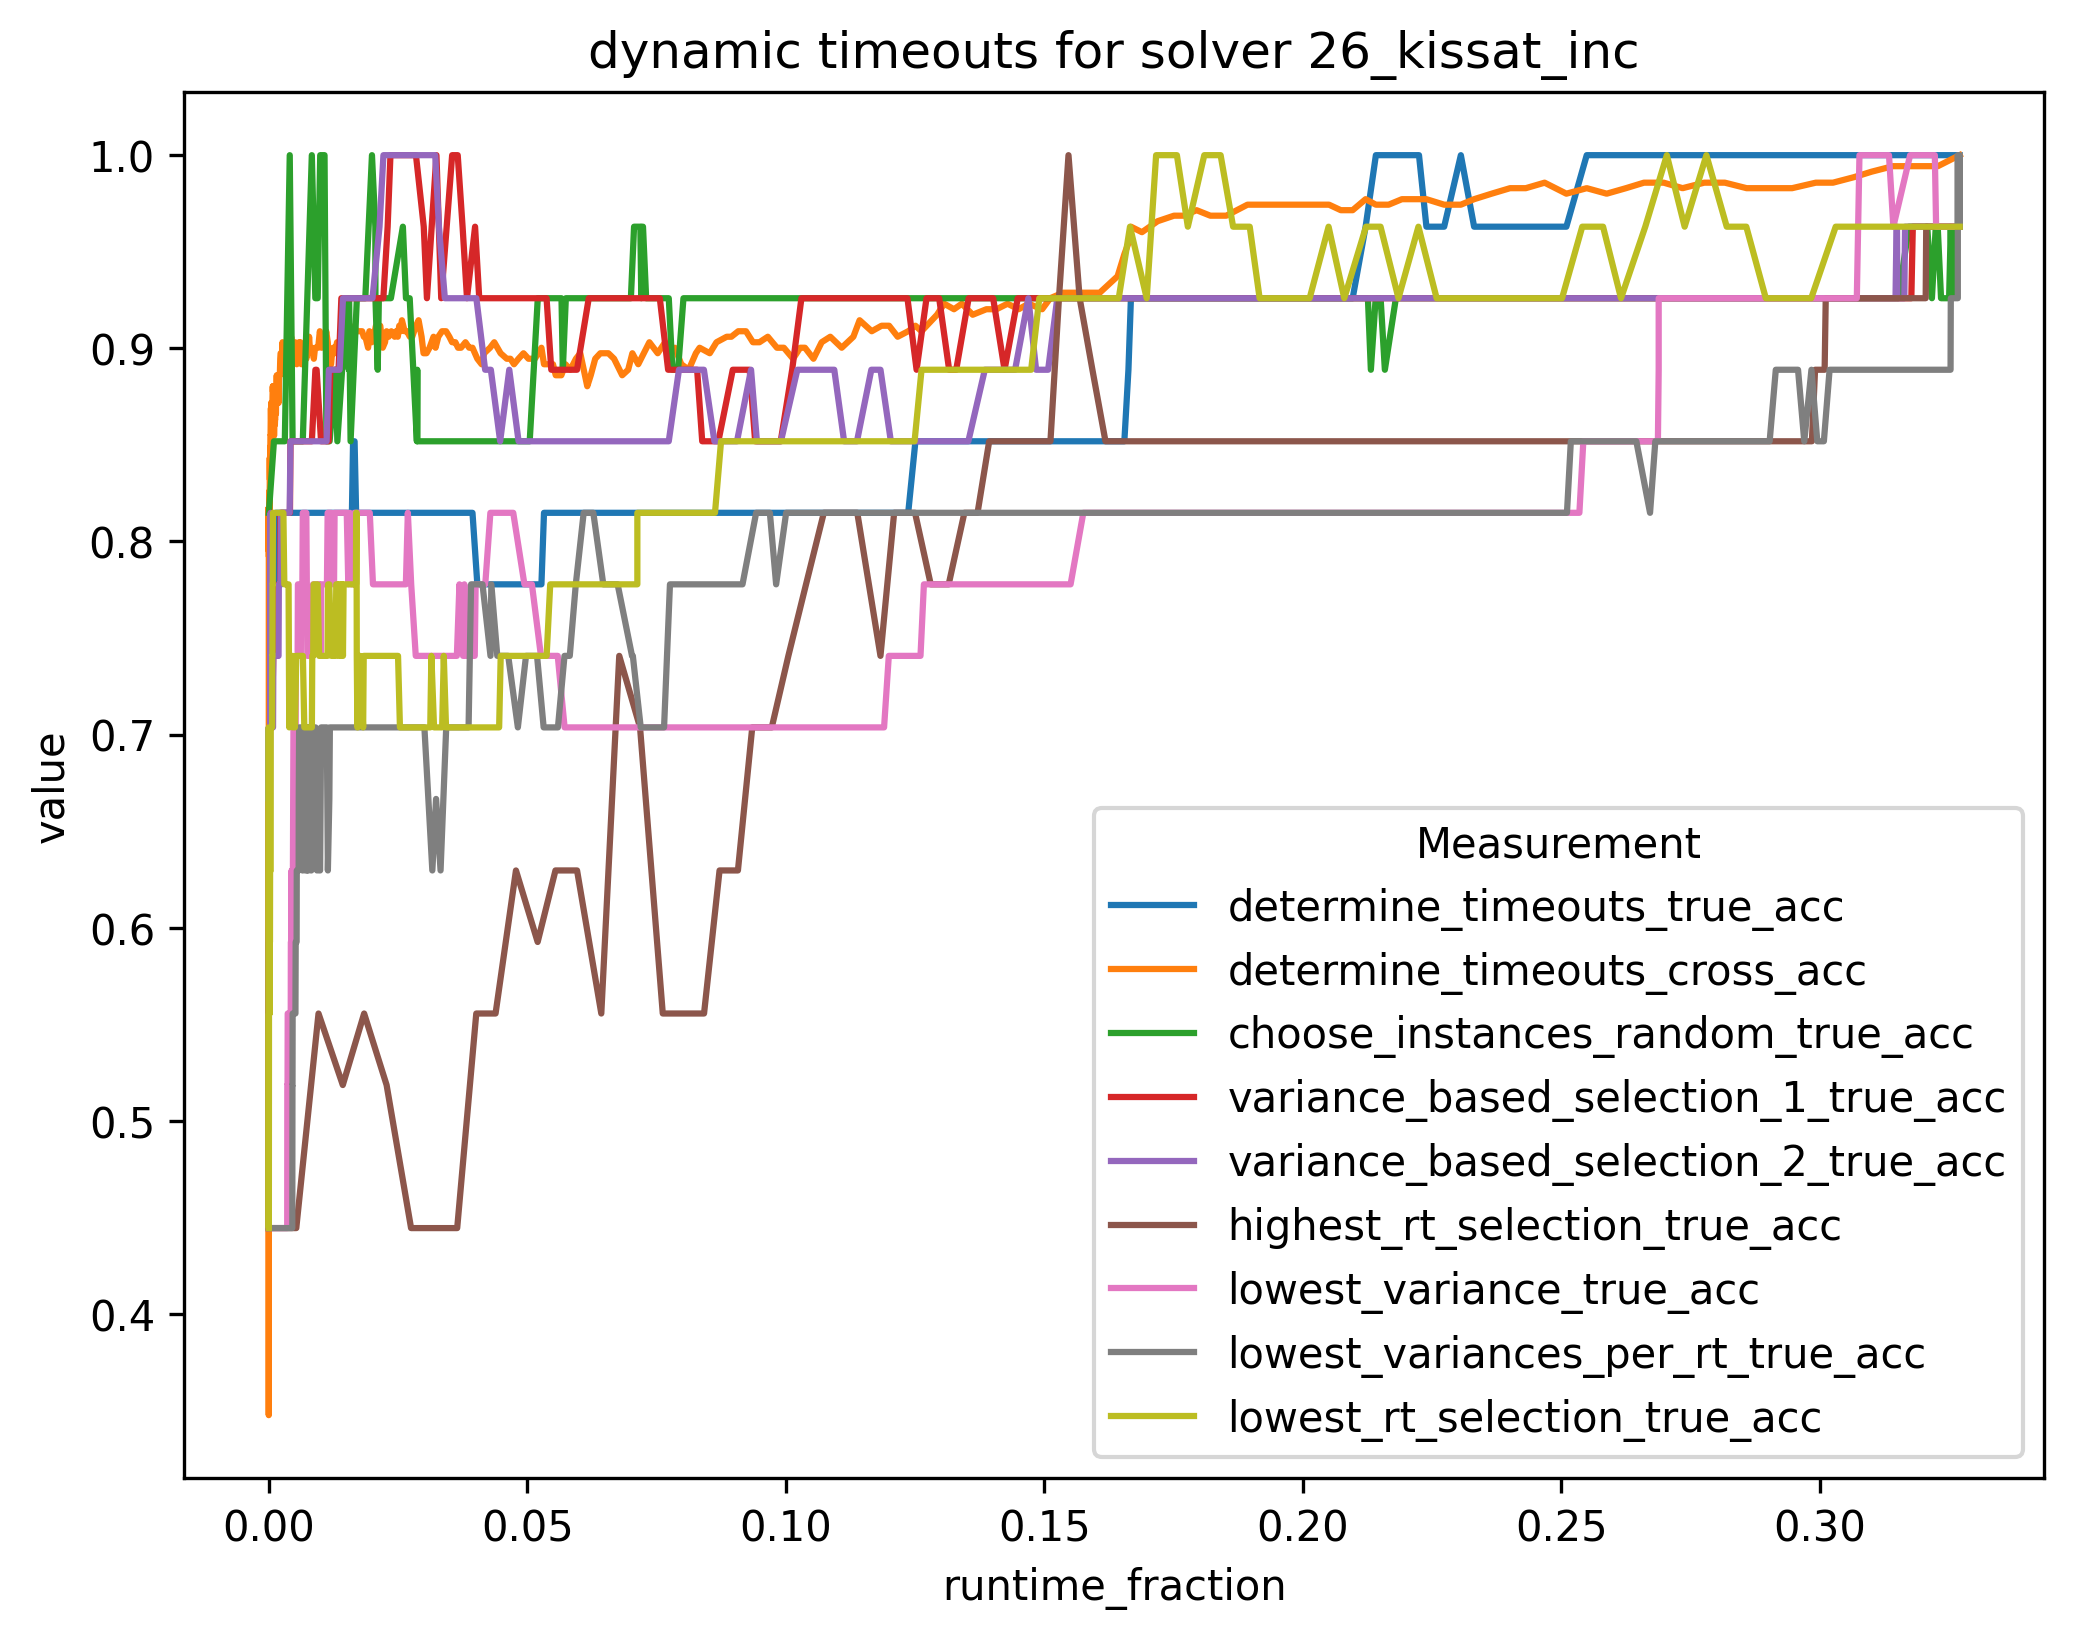 dynamic timeouts for solver 26_kissat_inc
1.0
0.9
0.8
0.7
0.6
0.5
0.4
value
0.00 0.05 0.10 0.15 0.20 0.25 0.30
runtime_fraction
Measurement
determine_timeouts_true_acc
determine_timeouts_cross_acc
choose_instances_random_true_acc
variance_based_selection_1_true_acc
variance_based_selection_2_true_acc
highest_rt_selection_true_acc
lowest_variance_true_acc
lowest_variances_per_rt_true_acc
lowest_rt_selection_true_acc